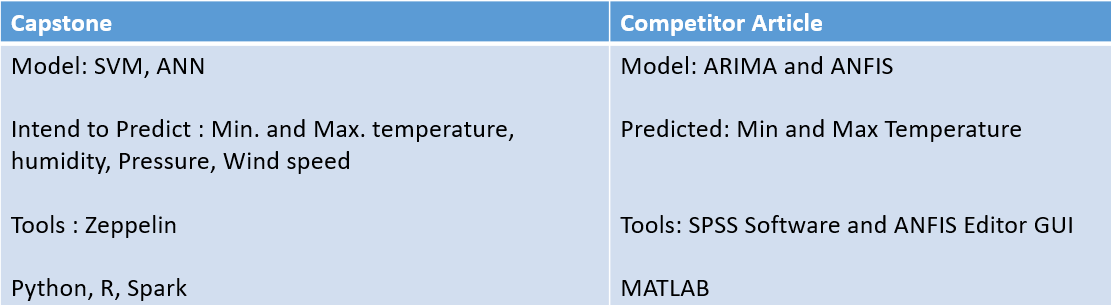 Capstone
Competitor Article
Model: SVM, ANN
Model: ARIMA and ANFIS
Intend to Predict : Min. and Max. temperature,
humidity, Pressure, Wind speed
Predicted: Min and Max Temperature
Tools : Zeppelin
Tools: SPSS Software and ANFIS Editor GUI
Python, R, Spark
MATLAB